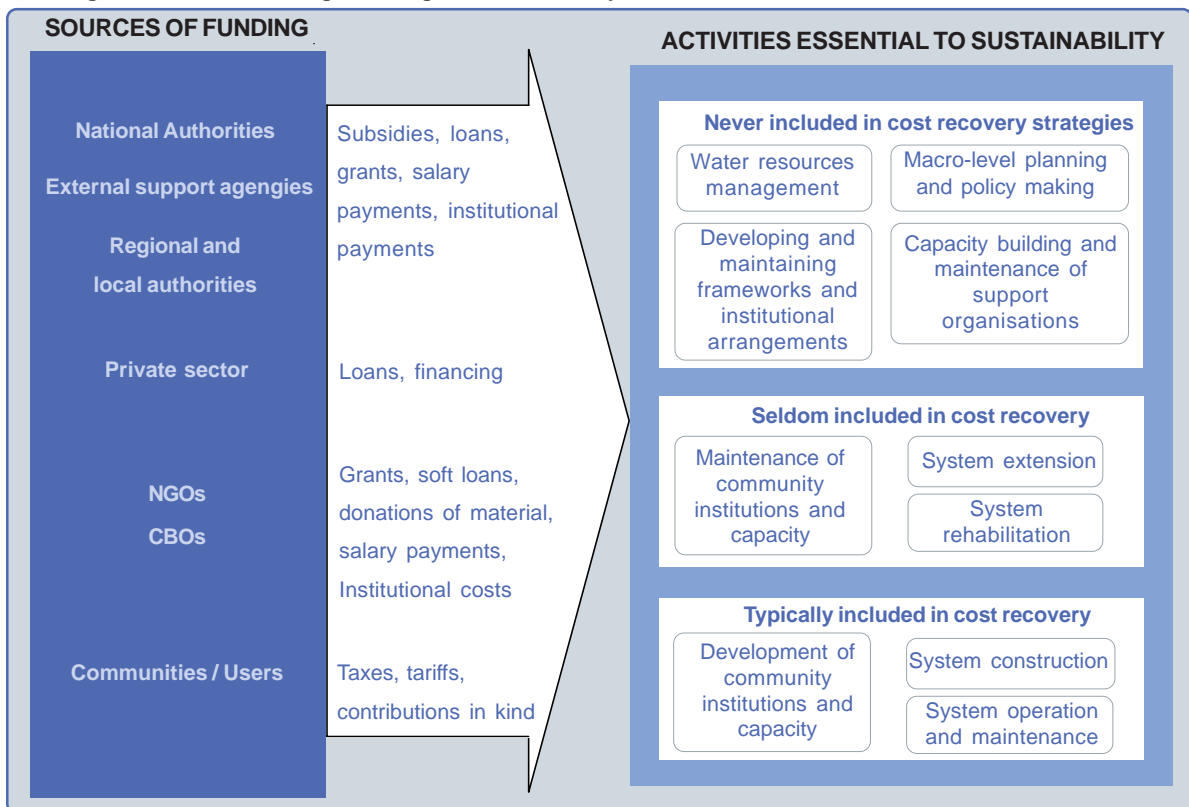 SOURCES OF FUNDING
National Authorities
External support agengies
Regional and
local authorities
Private sector
NGOs
CBOs
Communities / Users
Subsidies, loans,
grants, salary
payments, institutional
payments
Loans, financing
Grants, soft loans,
donations of material,
salary payments,
Institutional costs
Taxes, tariffs,
contributions in kind
ACTIVITIES ESSENTIAL TO SUSTAINABILITY
Never included in cost recovery strategies
Water resources
management
Macro-level planning
and policy making
Developing and
maintaining
frameworks and
institutional
arrangements
Capacity building and
maintenance of
support
organisations
Seldom included in cost recovery
Maintenance of
community
institutions and
capacity
System extension
System
rehabilitation
Typically included in cost recovery
Development of
community
institutions and
capacity
System construction
System operation
and maintenance